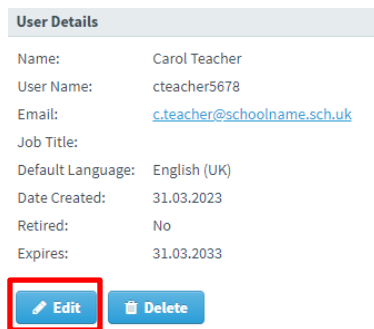 User Details
Name: Carol Teacher
User Name: cteacher5678
Email: c.teacher@schoolname.sch.uk
Job Title:
Default Language: English (UK)
Date Created: 31.03.2023
Retired: No
Expires: 31.03.2033
Edit Delete